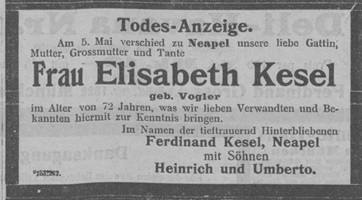 Todes-Anzeige.
Am 5. Mai verschied zu Neapel unsere liebe Gattin,
Mutter, Grossmutter und Tante
Frau Elisabeth Kesel
geb. Vogler
im Alter von 72 Jahren, was wir lieben Verwandten und Be-
kannten hiermit zur Kenntnis bringen.
Im Namen der tieftrauernd Hinterbliebenen
Ferdinand Kesel, Neapel
mit Söhnen
Heinrich und Umberto.